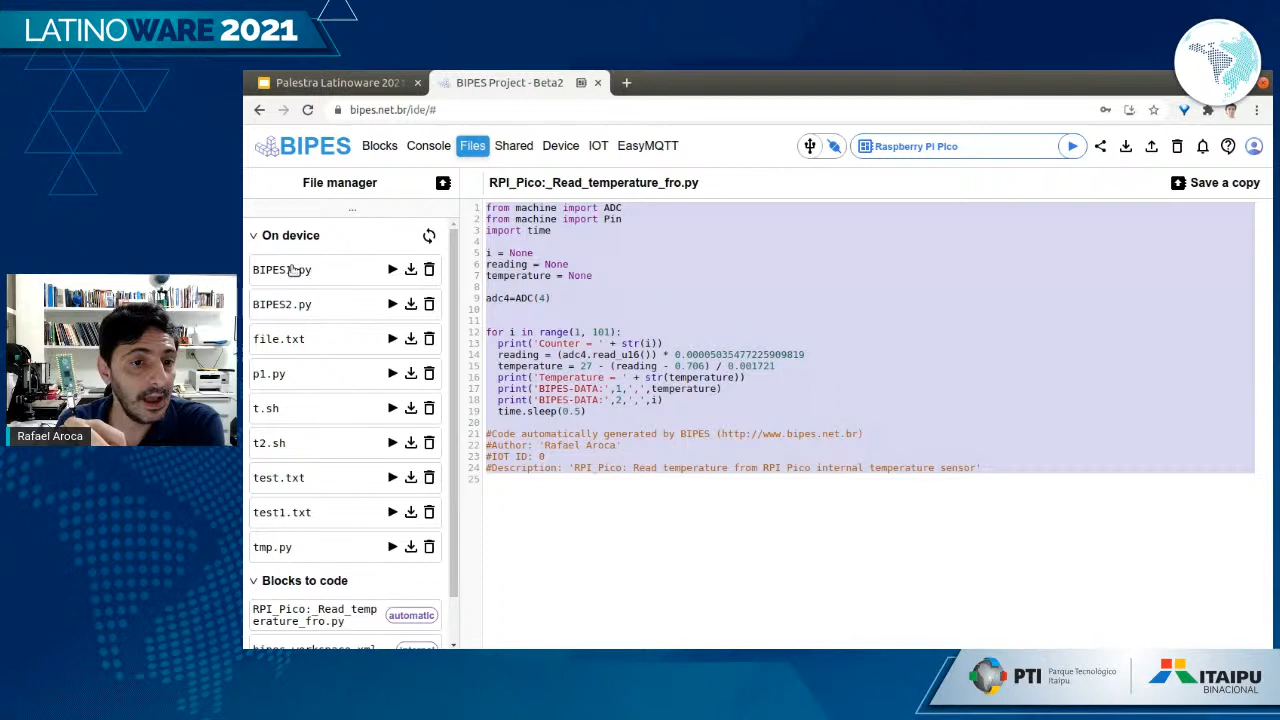 LATINOWARE 2021
Palestra Latinoware 2021
BIPES Project - Beta2
bipes.net.br/ide/#
BIPES Blocks Console Files Shared Device IOT EasyMQTT
Raspberry Pi Pico
File manager
RPI_Pico:_Read_temperature_fro.py
Save a copy
...
On device
BIPES2.py
file.txt
p1.py
t.sh
t2.sh
test.txt
test1.txt
tmp.py
Blocks to code
RPI_Pico:_Read_temp
erature_fro.py
automatic
1 from machine import ADC
2 from machine import Pin
3 import time
4
5 i = None
6 reading = None
7 temperature = None
8
9 adc4=ADC(4)
10
11
12 for i in range(1, 101):
13 print('Counter = ' + str(i))
14 reading = (adc4.read_u16()) * 0.00005035477225909819
15 temperature = 27 - (reading - 0.706) / 0.001721
16 print('Temperature = ' + str(temperature))
17 print('BIPES-DATA:',1,',',temperature)
18 print('BIPES-DATA:',2,',',i)
19 time.sleep(0.5)
20
21 #Code automatically generated by BIPES (http://www.bipes.net.br)
22 #Author: 'Rafael Aroca'
23 #IOT ID: 0
24 #Description: 'RPI_Pico: Read temperature from RPI Pico internal temperature sensor'
25
Rafael Aroca
PTI Parque Tecnológico
Itaipu
ITAIPU
BINACIONAL